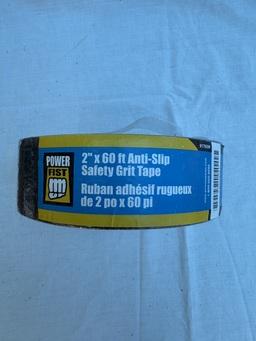 POWER
FIST
2" x 60 ft Anti-Slip
Safety Grit Tape
Ruban adhésif rugueux
de 2 po x 60 pi